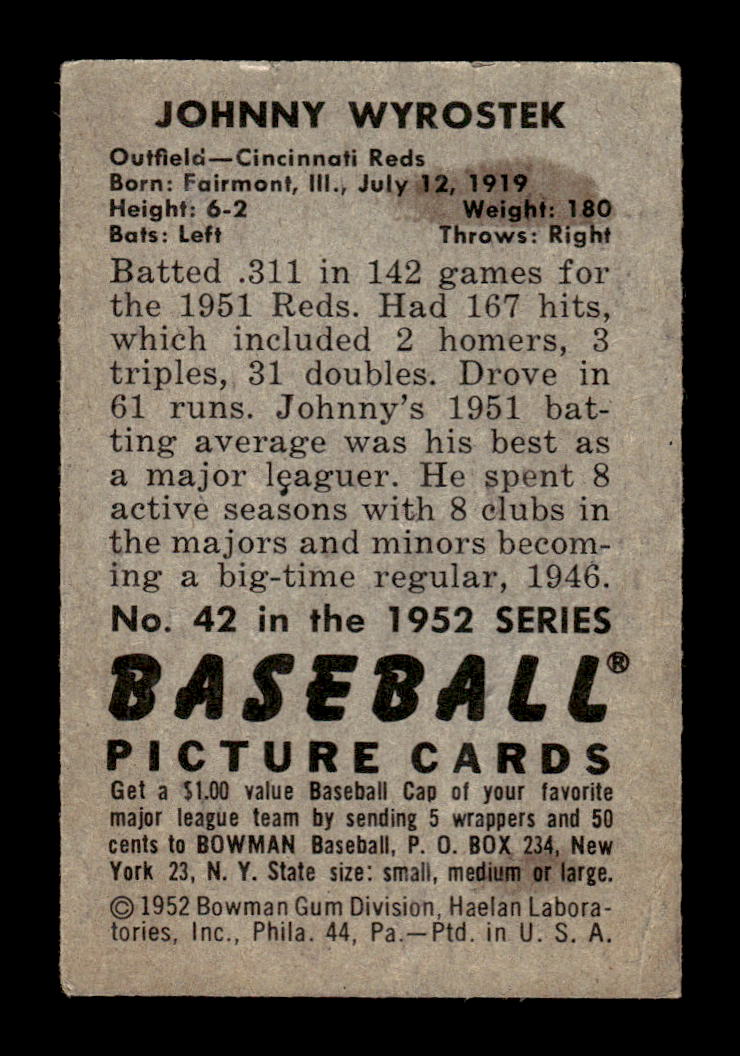 JOHNNY WYROSTEK
Outfield—Cincinnati Reds
Born: Fairmont, Ill., July 12, 1919
Height: 6-2 Weight: 180
Bats: Left Throws: Right
Batted .311 in 142 games for
the 1951 Reds. Had 167 hits,
which included 2 homers, 3
triples, 31 doubles. Drove in
61 runs. Johnny's 1951 bat-
ting average was his best as
a major leaguer. He spent 8
active seasons with 8 clubs in
the majors and minors becom-
ing a big-time regular, 1946.
No. 42 in the 1952 SERIES
BASEBALL®
PICTURE CARDS
Get a $1.00 value Baseball Cap of your favorite
major league team by sending 5 wrappers and 50
cents to BOWMAN Baseball, P. O. BOX 234, New
York 23, N. Y. State size: small, medium or large.
© 1952 Bowman Gum Division, Haelan Labora-
tories, Inc., Phila. 44, Pa.—Ptd. in U. S. A.